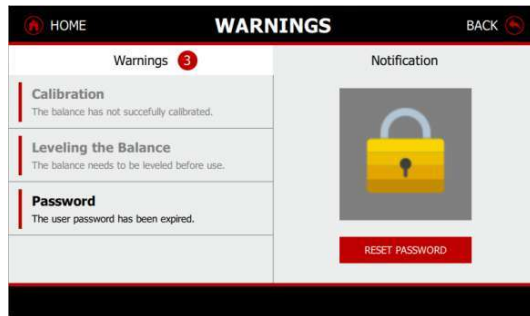 HOME
WARNINGS
BACK
Warnings 3
Notification
Calibration
The balance has not succefully calibrated.
Leveling the Balance
The balance needs to be leveled before use.
Password
The user password has been expired.
RESET PASSWORD